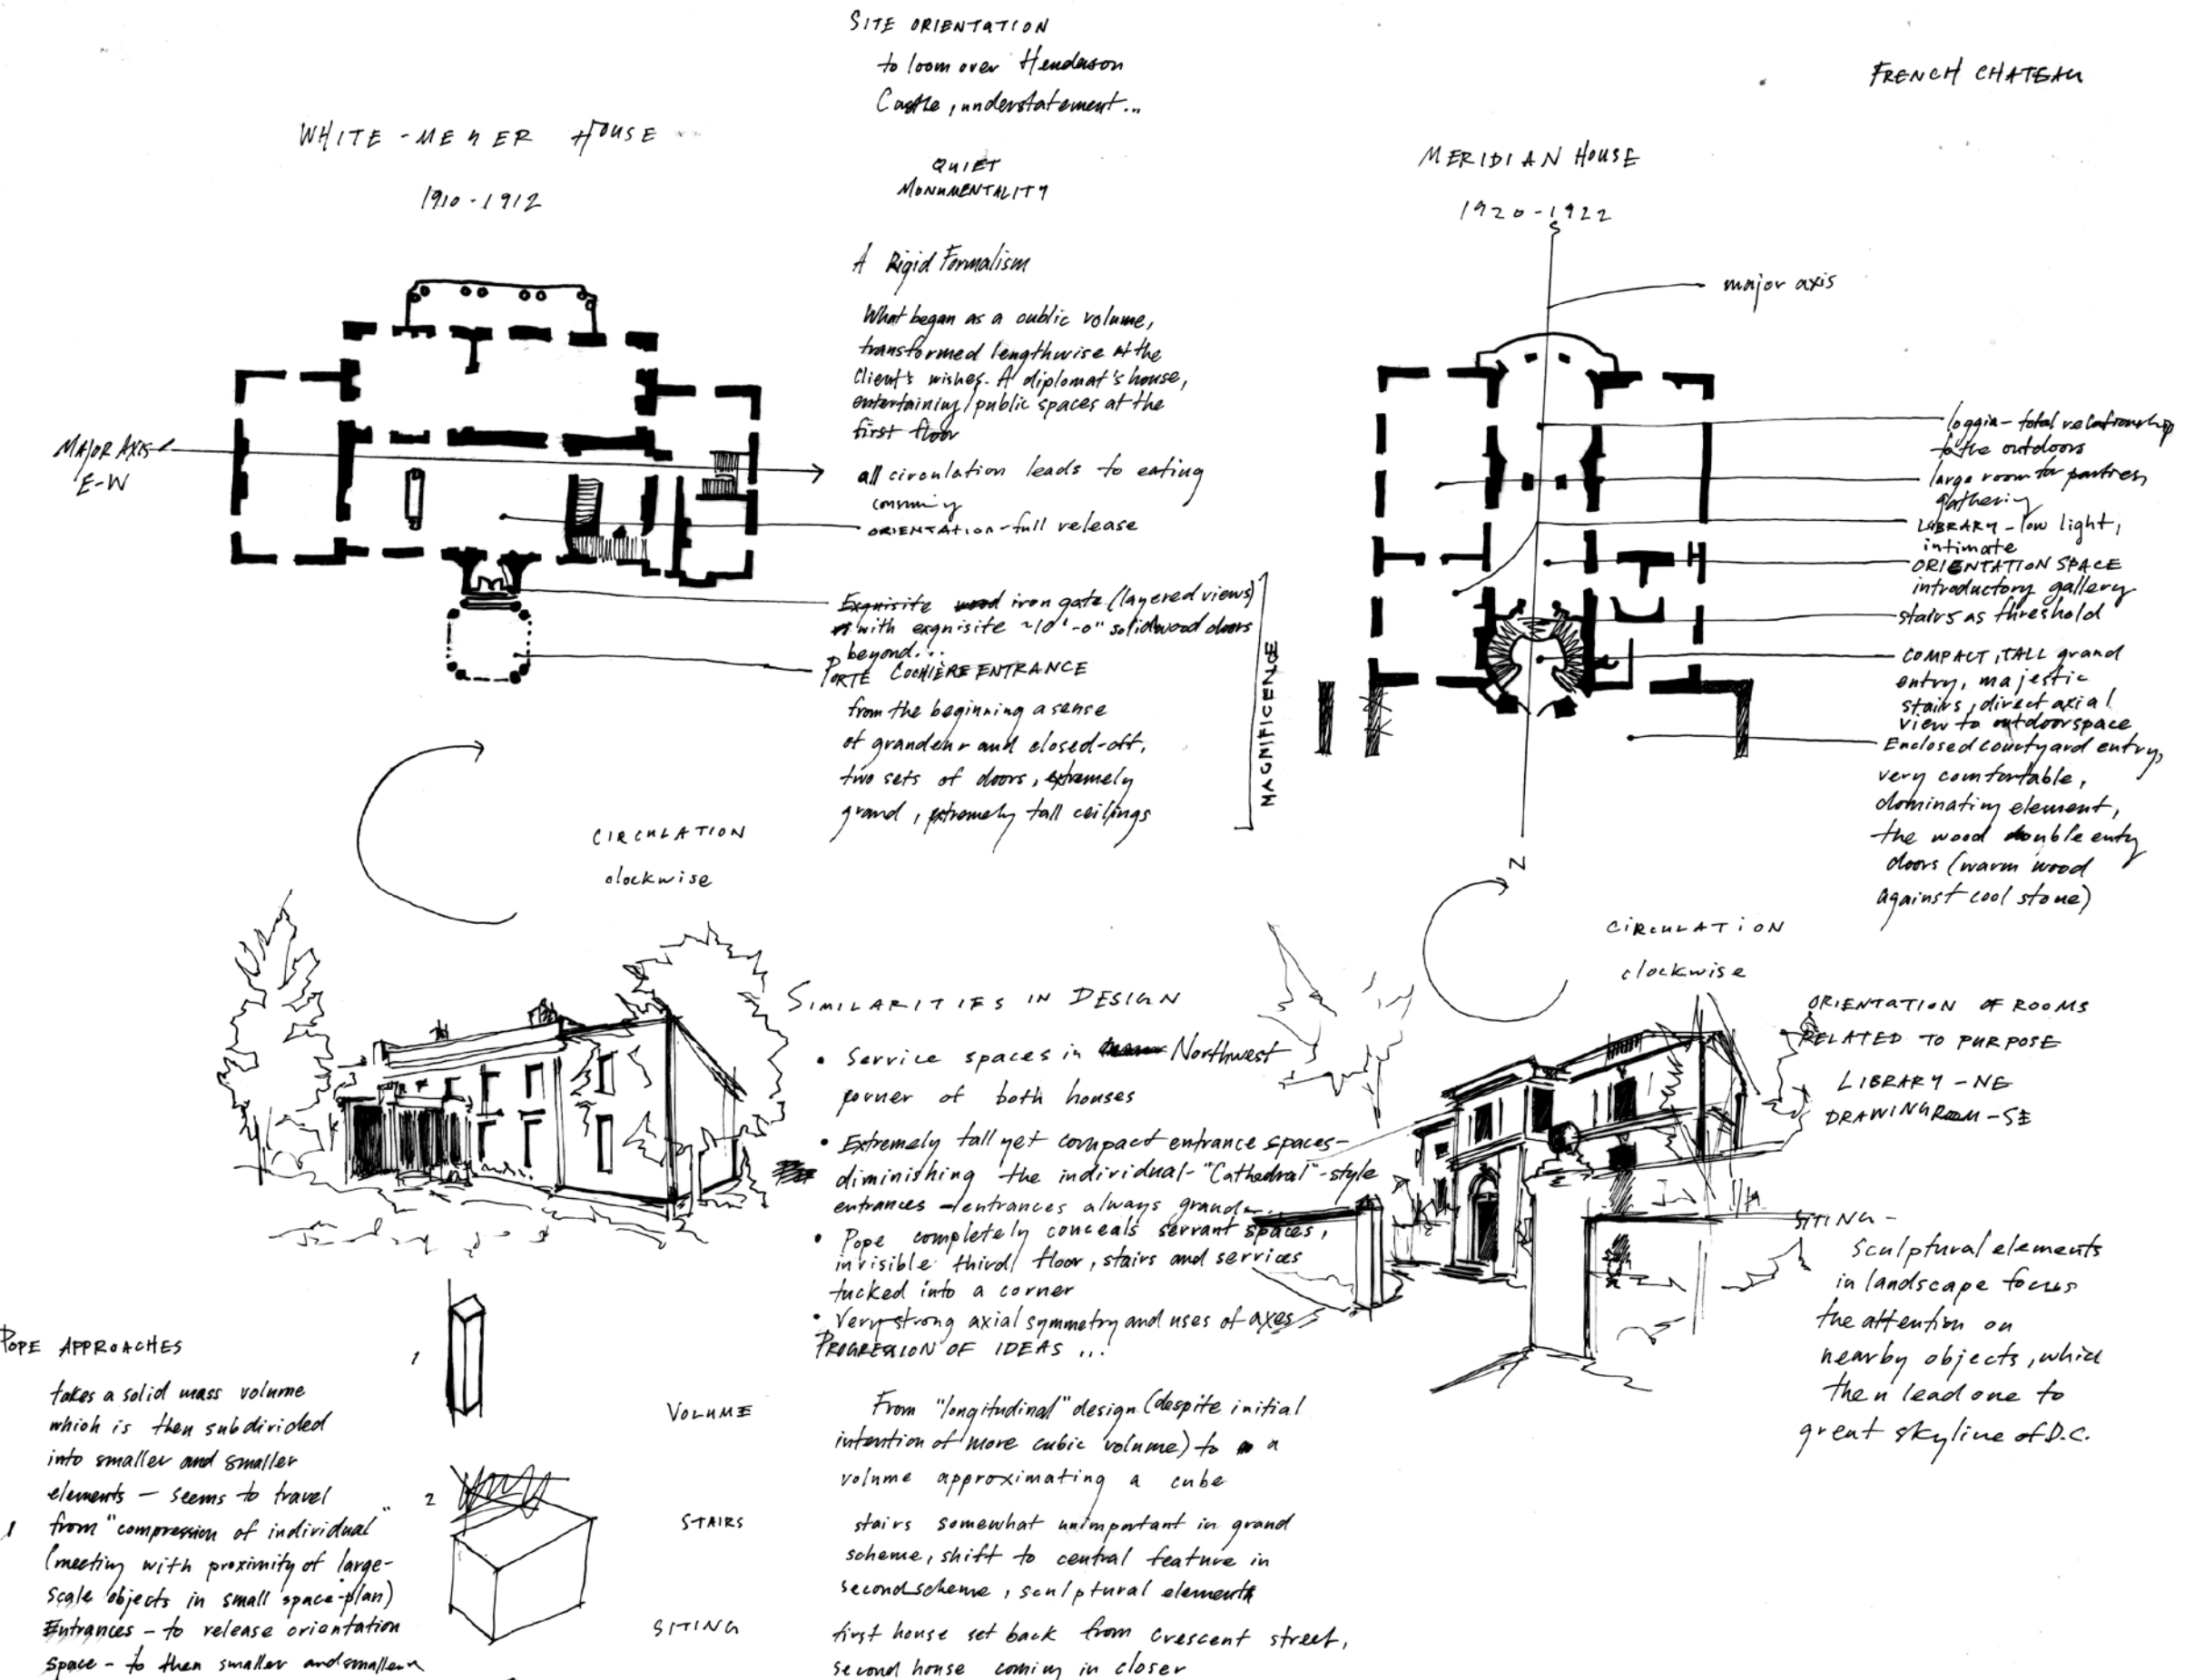 SITE ORIENTATION
to loom over Henderson
Castle, understatement...
QUIET
MONUMENTALITY
FRENCH CHATEAU
WHITE-MEYER HOUSE
1910-1912
MAJOR AXIS
E-W
A Rigid Formalism
What began as a cubic volume,
transformed lengthwise at the
Client's wishes. A diplomat's house,
entertaining/public spaces at the
first floor
all circulation leads to eating
consuming
ORIENTATION-full release
Exquisite iron gate (layered views)
with exquisite ~10'-0" solid wood doors
beyond...
PORTE COCHIÈRE ENTRANCE
from the beginning a sense
of grandeur and closed-off,
two sets of doors, extremely
grand, extremely tall ceilings
MAGNIFICENCE
CIRCULATION
clockwise
MERIDIAN HOUSE
1920-1922
S
major axis
loggia-total relationship
to the outdoors
large room for parties
gathering
LIBRARY-low light,
intimate
ORIENTATION SPACE
introductory gallery
stairs as threshold
COMPACT, TALL grand
entry, majestic
stairs, direct axial
view to outdoor space
Enclosed courtyard entry,
very comfortable,
dominating element,
the wood double enty
doors (warm wood
against cool stone)
N
CIRCULATION
clockwise
SIMILARITIES IN DESIGN
• Service spaces in Northwest
corner of both houses
• Extremely tall yet compact entrance spaces-
diminishing the individual-"Cathedral"-style
entrances - entrances always grand
• Pope completely conceals servant spaces,
invisible third floor, stairs and services
tucked into a corner
• Very strong axial symmetry and uses of axes
PROGRESSION OF IDEAS ...
ORIENTATION OF ROOMS
RELATED TO PURPOSE
LIBRARY-NE
DRAWING ROOM-SE
SITING-
Sculptural elements
in landscape focus
the attention on
nearby objects, which
then lead one to
great skyline of D.C.
POPE APPROACHES
takes a solid mass volume
which is then subdivided
into smaller and smaller
elements - seems to travel
from "compression of individual"
(meeting with proximity of large-
scale objects in small space-plan)
Entrances - to release orientation
space - to then smaller and smaller
1
2
VOLUME
From "longitudinal" design (despite initial
intention of more cubic volume) to a
volume approximating a cube
STAIRS
stairs somewhat unimportant in grand
scheme, shift to central feature in
second scheme, sculptural elements
SITING
first house set back from crescent street,
second house coming in closer